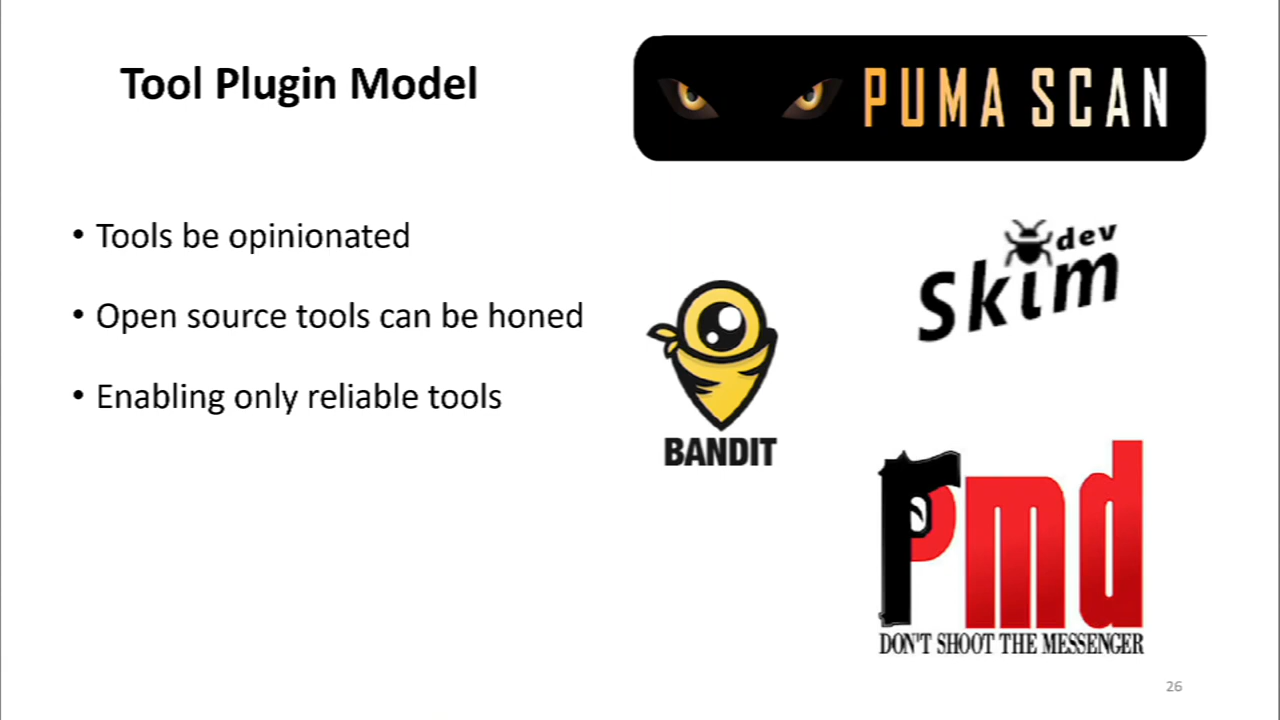 Tool Plugin Model
PUMA SCAN
• Tools be opinionated
• Open source tools can be honed
• Enabling only reliable tools
dev
Skim
BANDIT
pmd
DON'T SHOOT THE MESSENGER
26